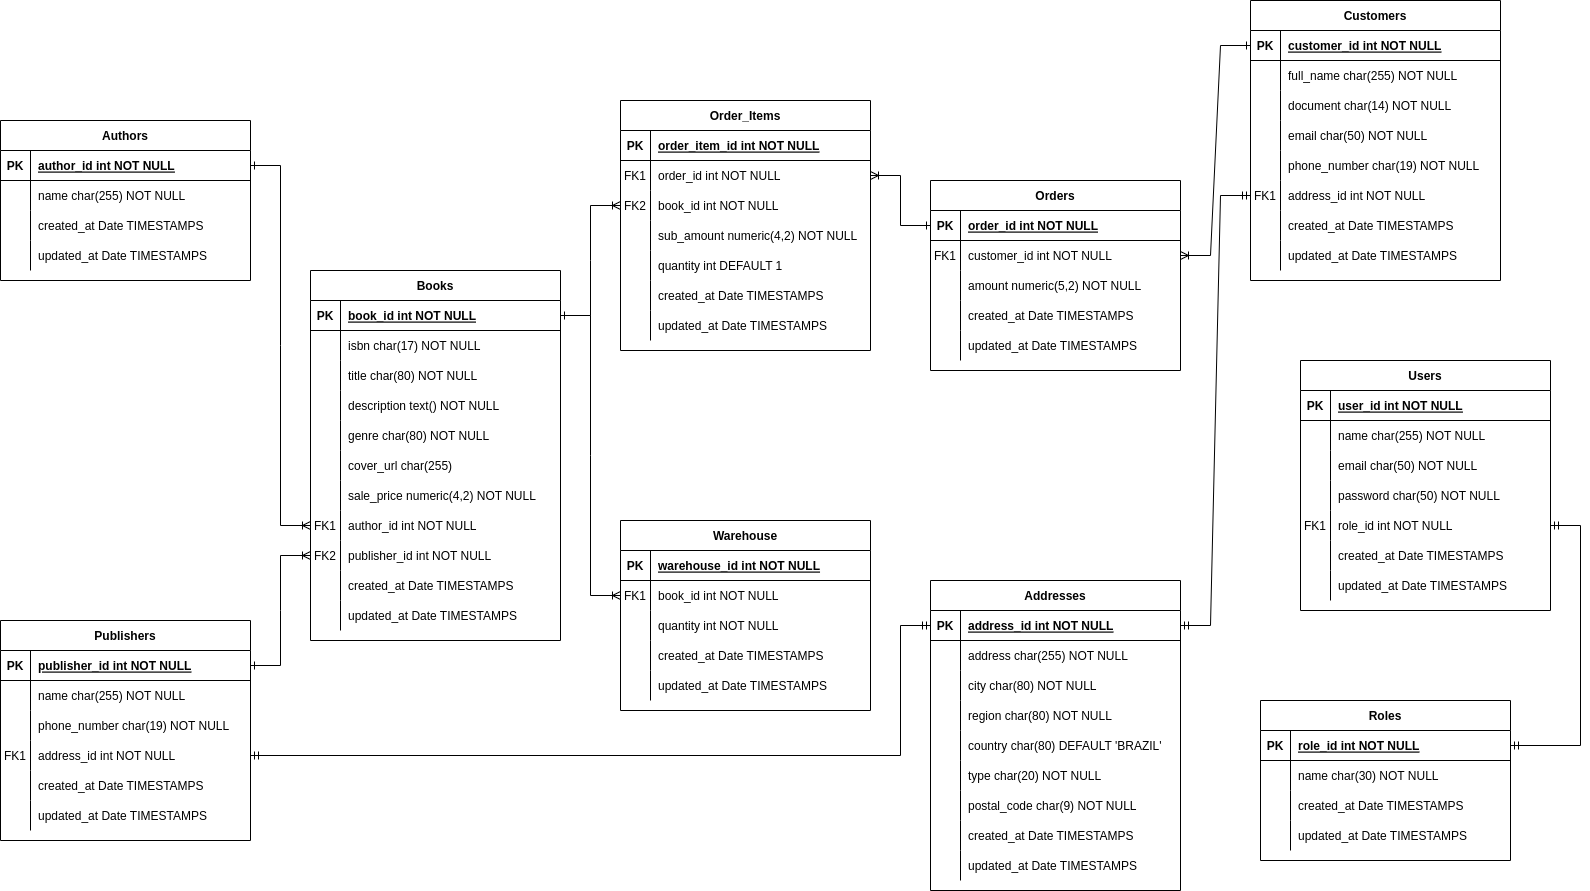 Authors
PK author_id int NOT NULL
name char(255) NOT NULL
created_at Date TIMESTAMPS
updated_at Date TIMESTAMPS
Publishers
PK publisher_id int NOT NULL
name char(255) NOT NULL
phone_number char(19) NOT NULL
FK1 address_id int NOT NULL
created_at Date TIMESTAMPS
updated_at Date TIMESTAMPS
Books
PK book_id int NOT NULL
isbn char(17) NOT NULL
title char(80) NOT NULL
description text() NOT NULL
genre char(80) NOT NULL
cover_url char(255)
sale_price numeric(4,2) NOT NULL
FK1 author_id int NOT NULL
FK2 publisher_id int NOT NULL
created_at Date TIMESTAMPS
updated_at Date TIMESTAMPS
Order_Items
PK order_item_id int NOT NULL
FK1 order_id int NOT NULL
FK2 book_id int NOT NULL
sub_amount numeric(4,2) NOT NULL
quantity int DEFAULT 1
created_at Date TIMESTAMPS
updated_at Date TIMESTAMPS
Warehouse
PK warehouse_id int NOT NULL
FK1 book_id int NOT NULL
quantity int NOT NULL
created_at Date TIMESTAMPS
updated_at Date TIMESTAMPS
Orders
PK order_id int NOT NULL
FK1 customer_id int NOT NULL
amount numeric(5,2) NOT NULL
created_at Date TIMESTAMPS
updated_at Date TIMESTAMPS
Addresses
PK address_id int NOT NULL
address char(255) NOT NULL
city char(80) NOT NULL
region char(80) NOT NULL
country char(80) DEFAULT 'BRAZIL'
type char(20) NOT NULL
postal_code char(9) NOT NULL
created_at Date TIMESTAMPS
updated_at Date TIMESTAMPS
Customers
PK customer_id int NOT NULL
full_name char(255) NOT NULL
document char(14) NOT NULL
email char(50) NOT NULL
phone_number char(19) NOT NULL
FK1 address_id int NOT NULL
created_at Date TIMESTAMPS
updated_at Date TIMESTAMPS
Users
PK user_id int NOT NULL
name char(255) NOT NULL
email char(50) NOT NULL
password char(50) NOT NULL
FK1 role_id int NOT NULL
created_at Date TIMESTAMPS
updated_at Date TIMESTAMPS
Roles
PK role_id int NOT NULL
name char(30) NOT NULL
created_at Date TIMESTAMPS
updated_at Date TIMESTAMPS